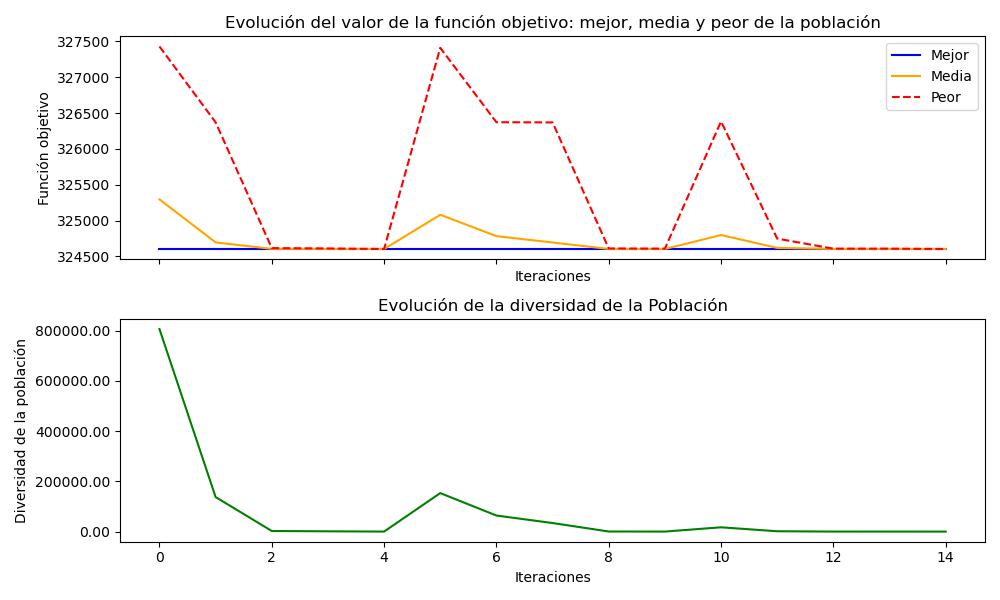 Evolución del valor de la función objetivo: mejor, media y peor de la población
327500
327000
326500
326000
325500
325000
324500
Función objetivo
Mejor
Media
Peor
Iteraciones
Evolución de la diversidad de la Población
800000.00
600000.00
400000.00
200000.00
0.00
Diversidad de la población
0 2 4 6 8 10 12 14
Iteraciones